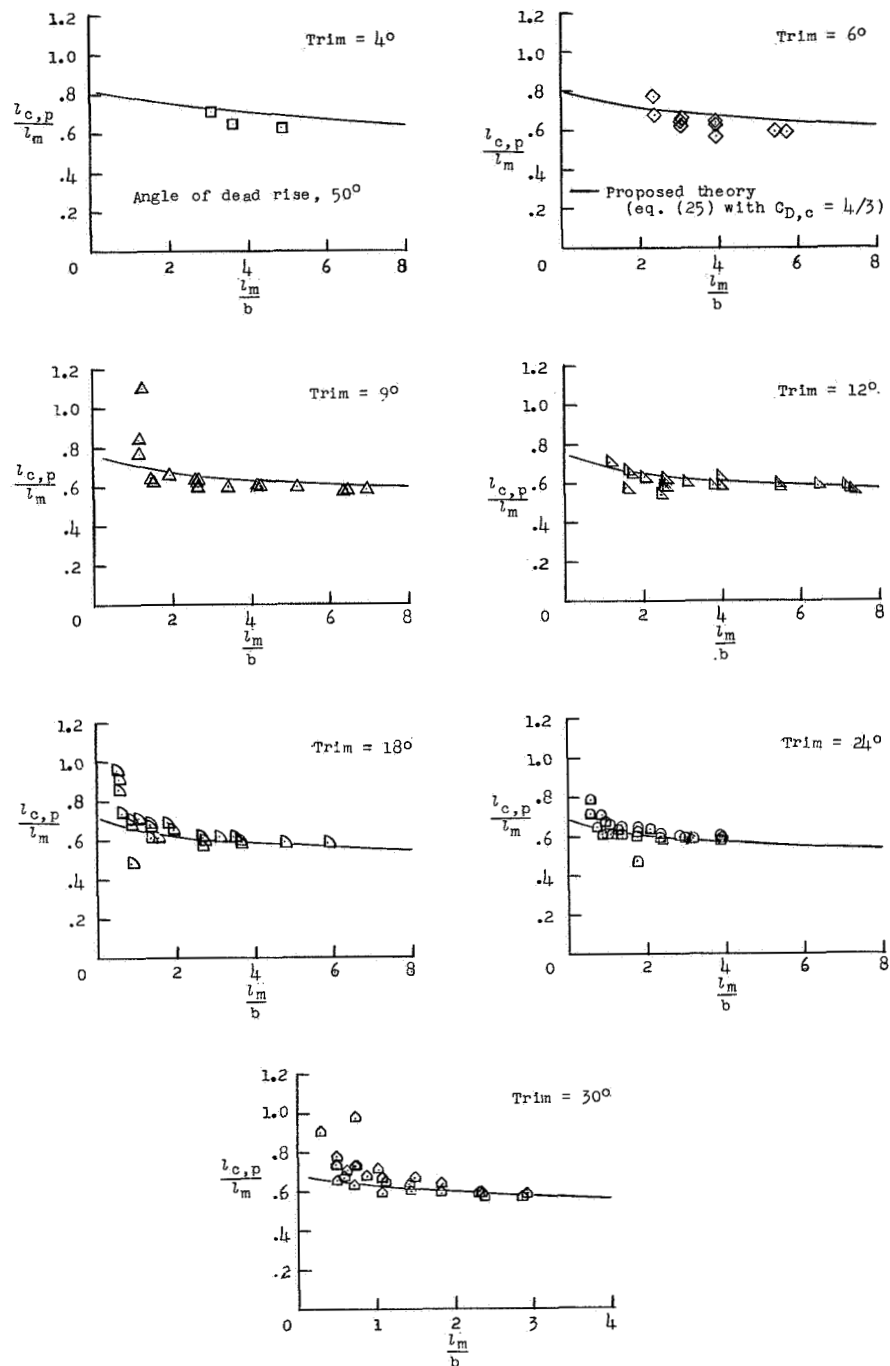 1.2
Trim = 4°
1.0
.8
l_c,p
l_m
.6
.4
Angle of dead rise, 50°
.2
0
2
4
6
8
l_m
b
1.2
Trim = 6°
1.0
.8
l_c,p
l_m
.6
.4
Proposed theory
(eq. (25) with C_D,c = 4/3)
.2
0
2
4
6
8
l_m
b
1.2
Trim = 9°
1.0
.8
l_c,p
l_m
.6
.4
.2
0
2
4
6
8
l_m
b
1.2
Trim = 12°
1.0
.8
l_c,p
l_m
.6
.4
.2
0
2
4
6
8
l_m
b
1.2
Trim = 18°
1.0
.8
l_c,p
l_m
.6
.4
.2
0
2
4
6
8
l_m
b
1.2
Trim = 24°
1.0
.8
l_c,p
l_m
.6
.4
.2
0
2
4
6
8
l_m
b
1.2
Trim = 30°
1.0
.8
l_c,p
l_m
.6
.4
.2
0
1
2
3
4
l_m
b